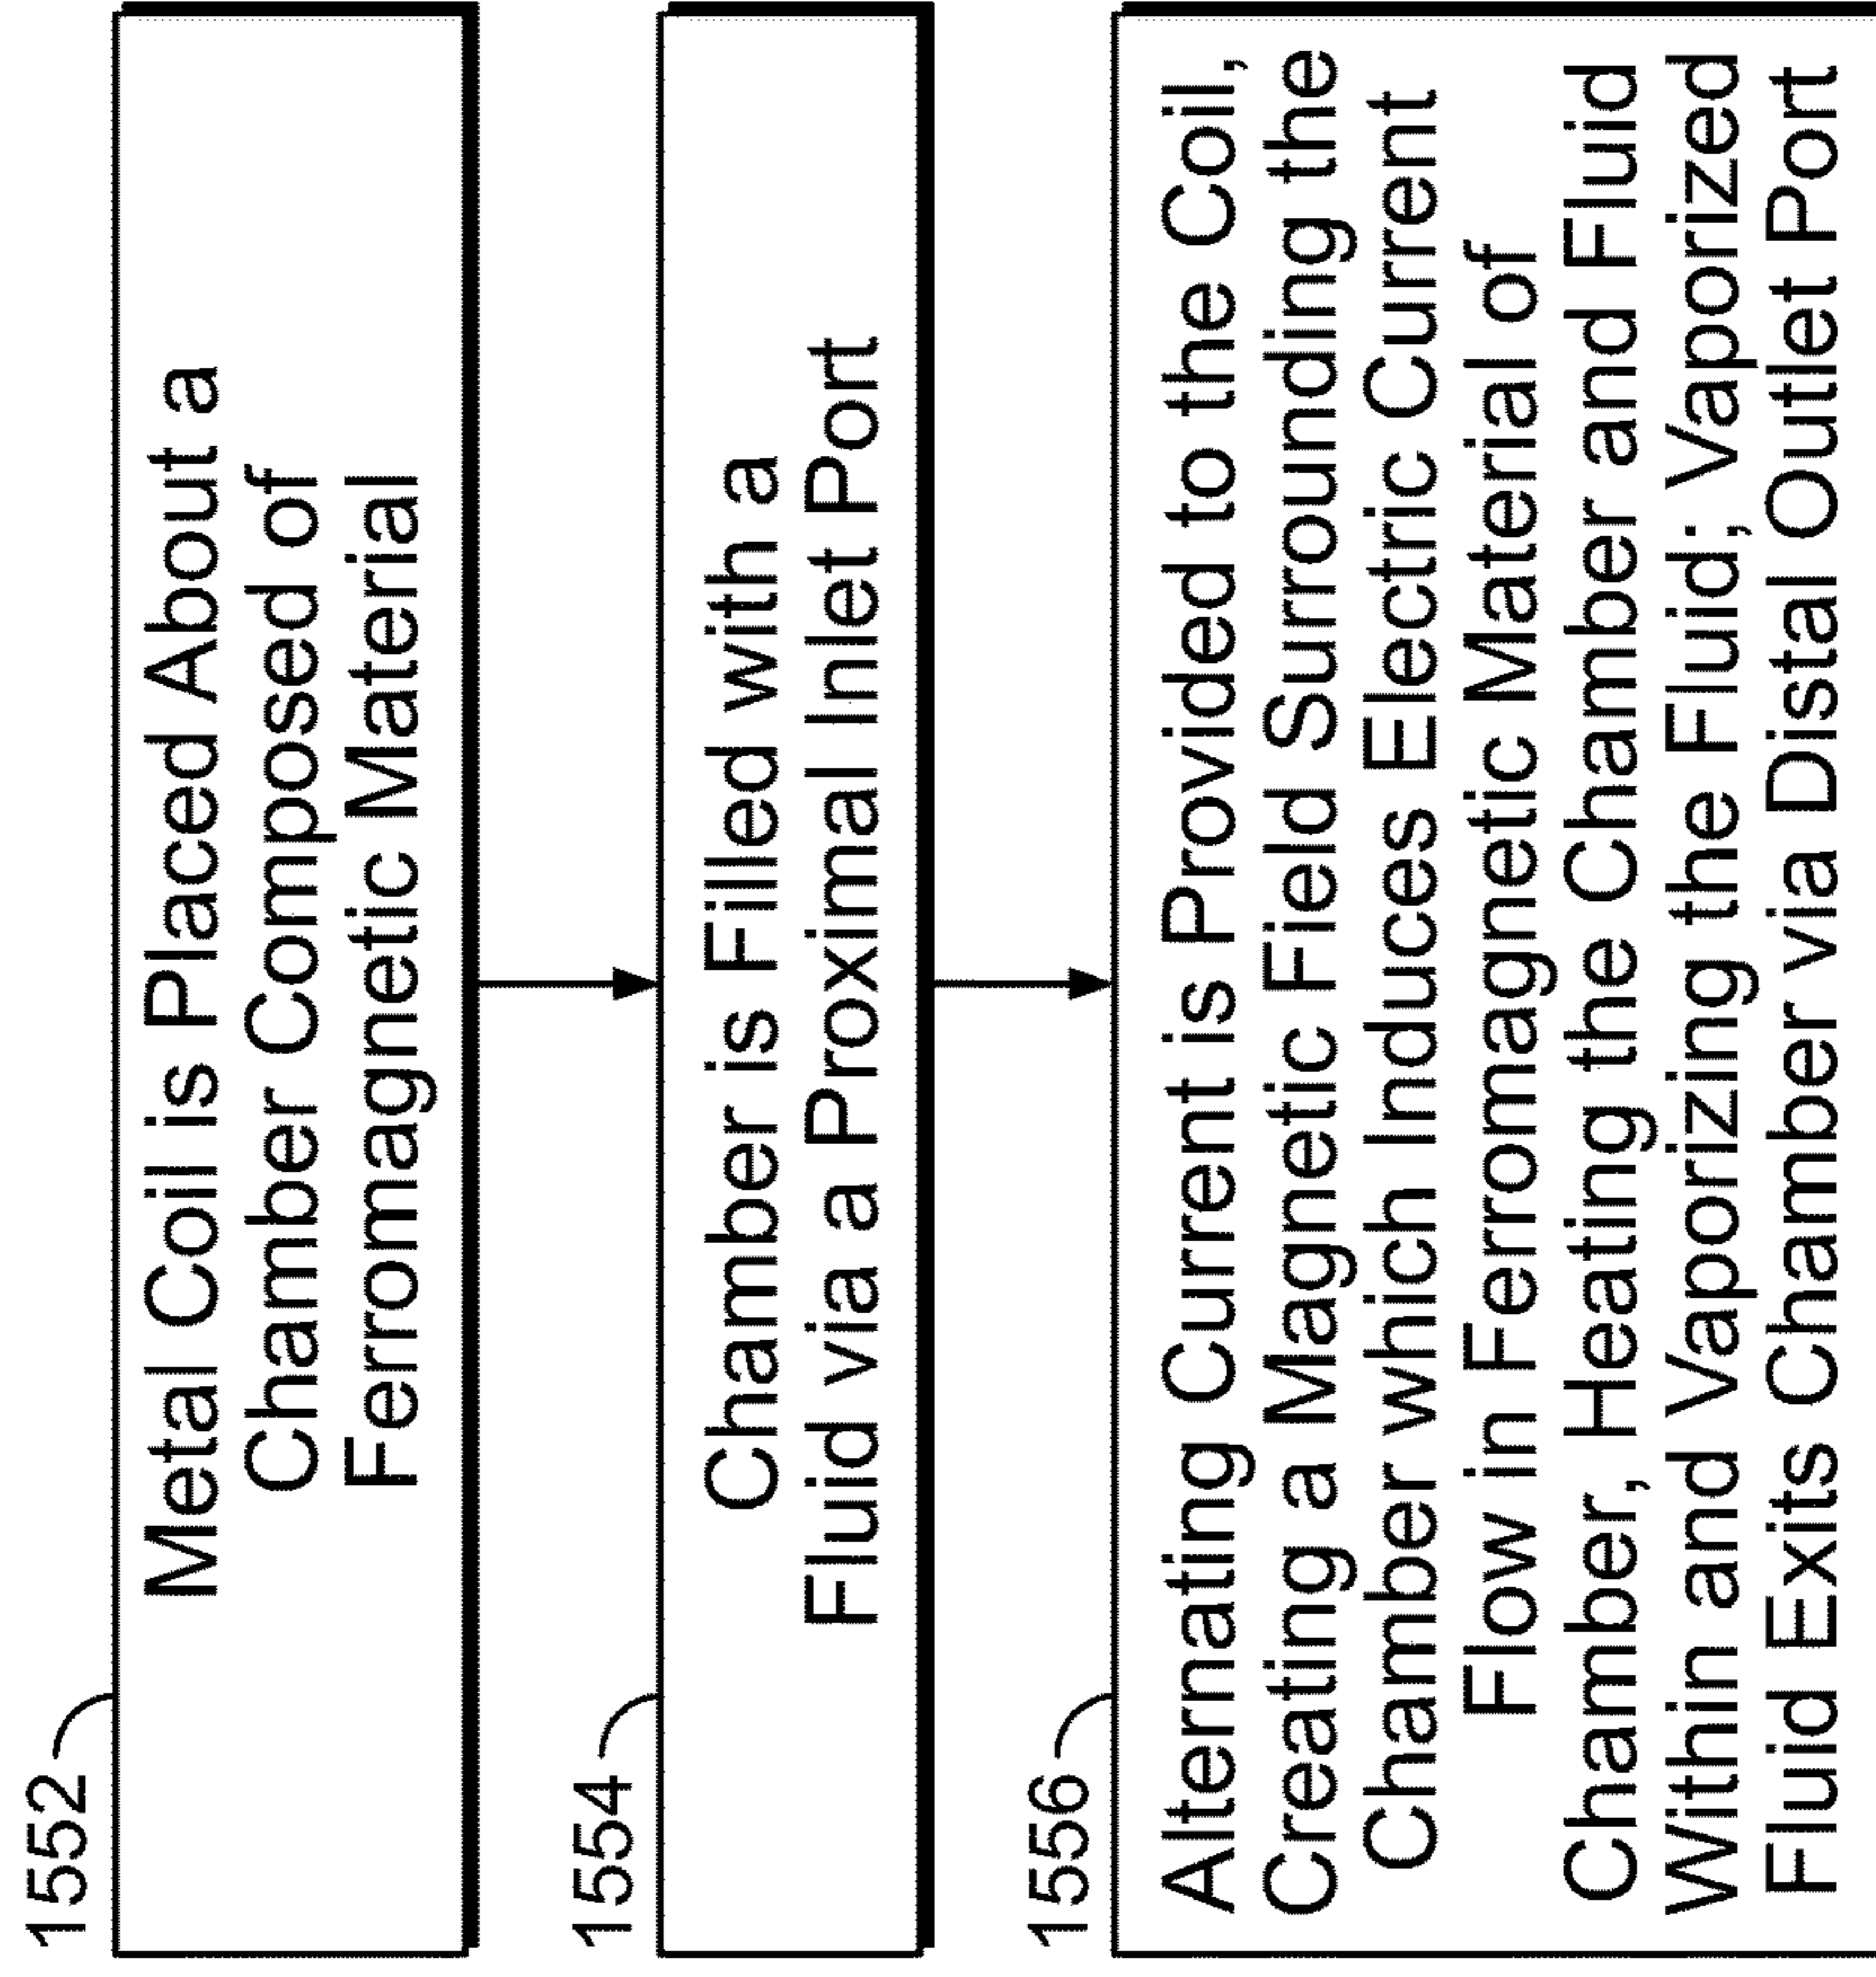 1552
Metal Coil is Placed About a
Chamber Composed of
Ferromagnetic Material
1554
Chamber is Filled with a
Fluid via a Proximal Inlet Port
1556
Alternating Current is Provided to the Coil,
Creating a Magnetic Field Surrounding the
Chamber which Induces Electric Current
Flow in Ferromagnetic Material of
Chamber, Heating the Chamber and Fluid
Within and Vaporizing the Fluid; Vaporized
Fluid Exits Chamber via Distal Outlet Port